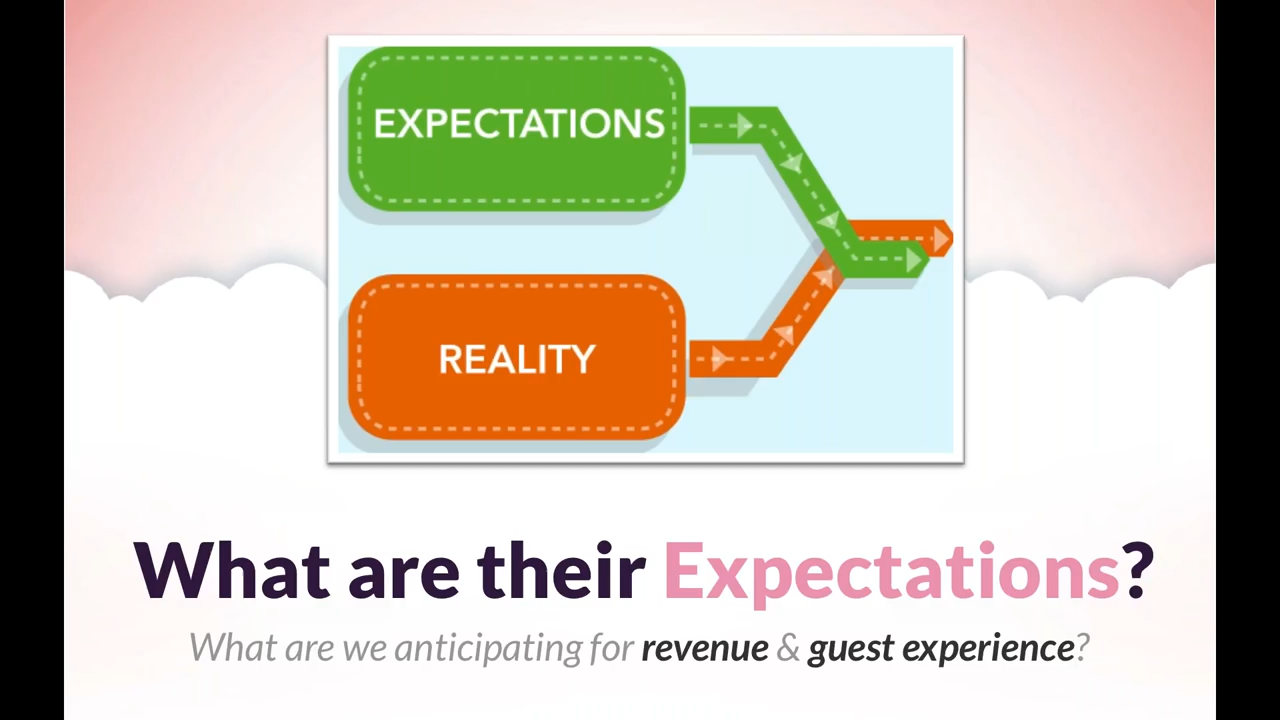 EXPECTATIONS
REALITY
What are their Expectations?
What are we anticipating for revenue & guest experience?